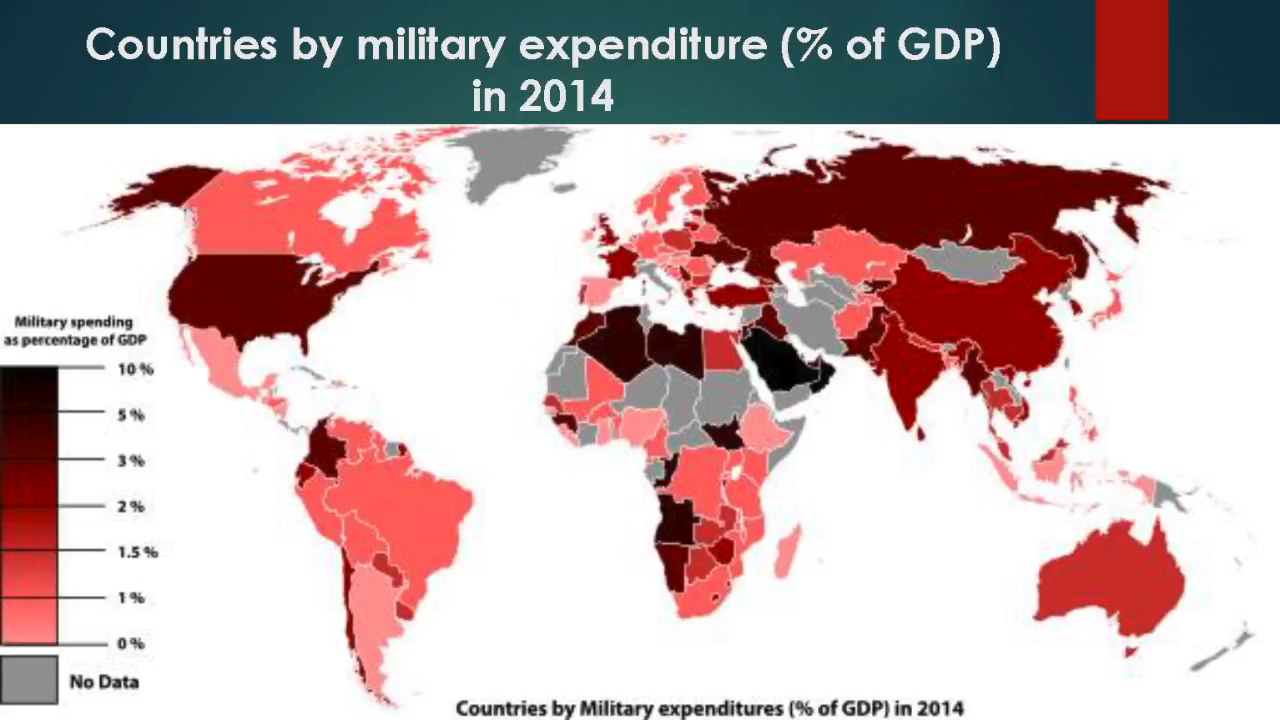 Countries by military expenditure (% of GDP)
in 2014
Military spending
as percentage of GDP
10 %
5 %
3 %
2 %
1.5 %
1 %
0 %
No Data
Countries by Military expenditures (% of GDP) in 2014